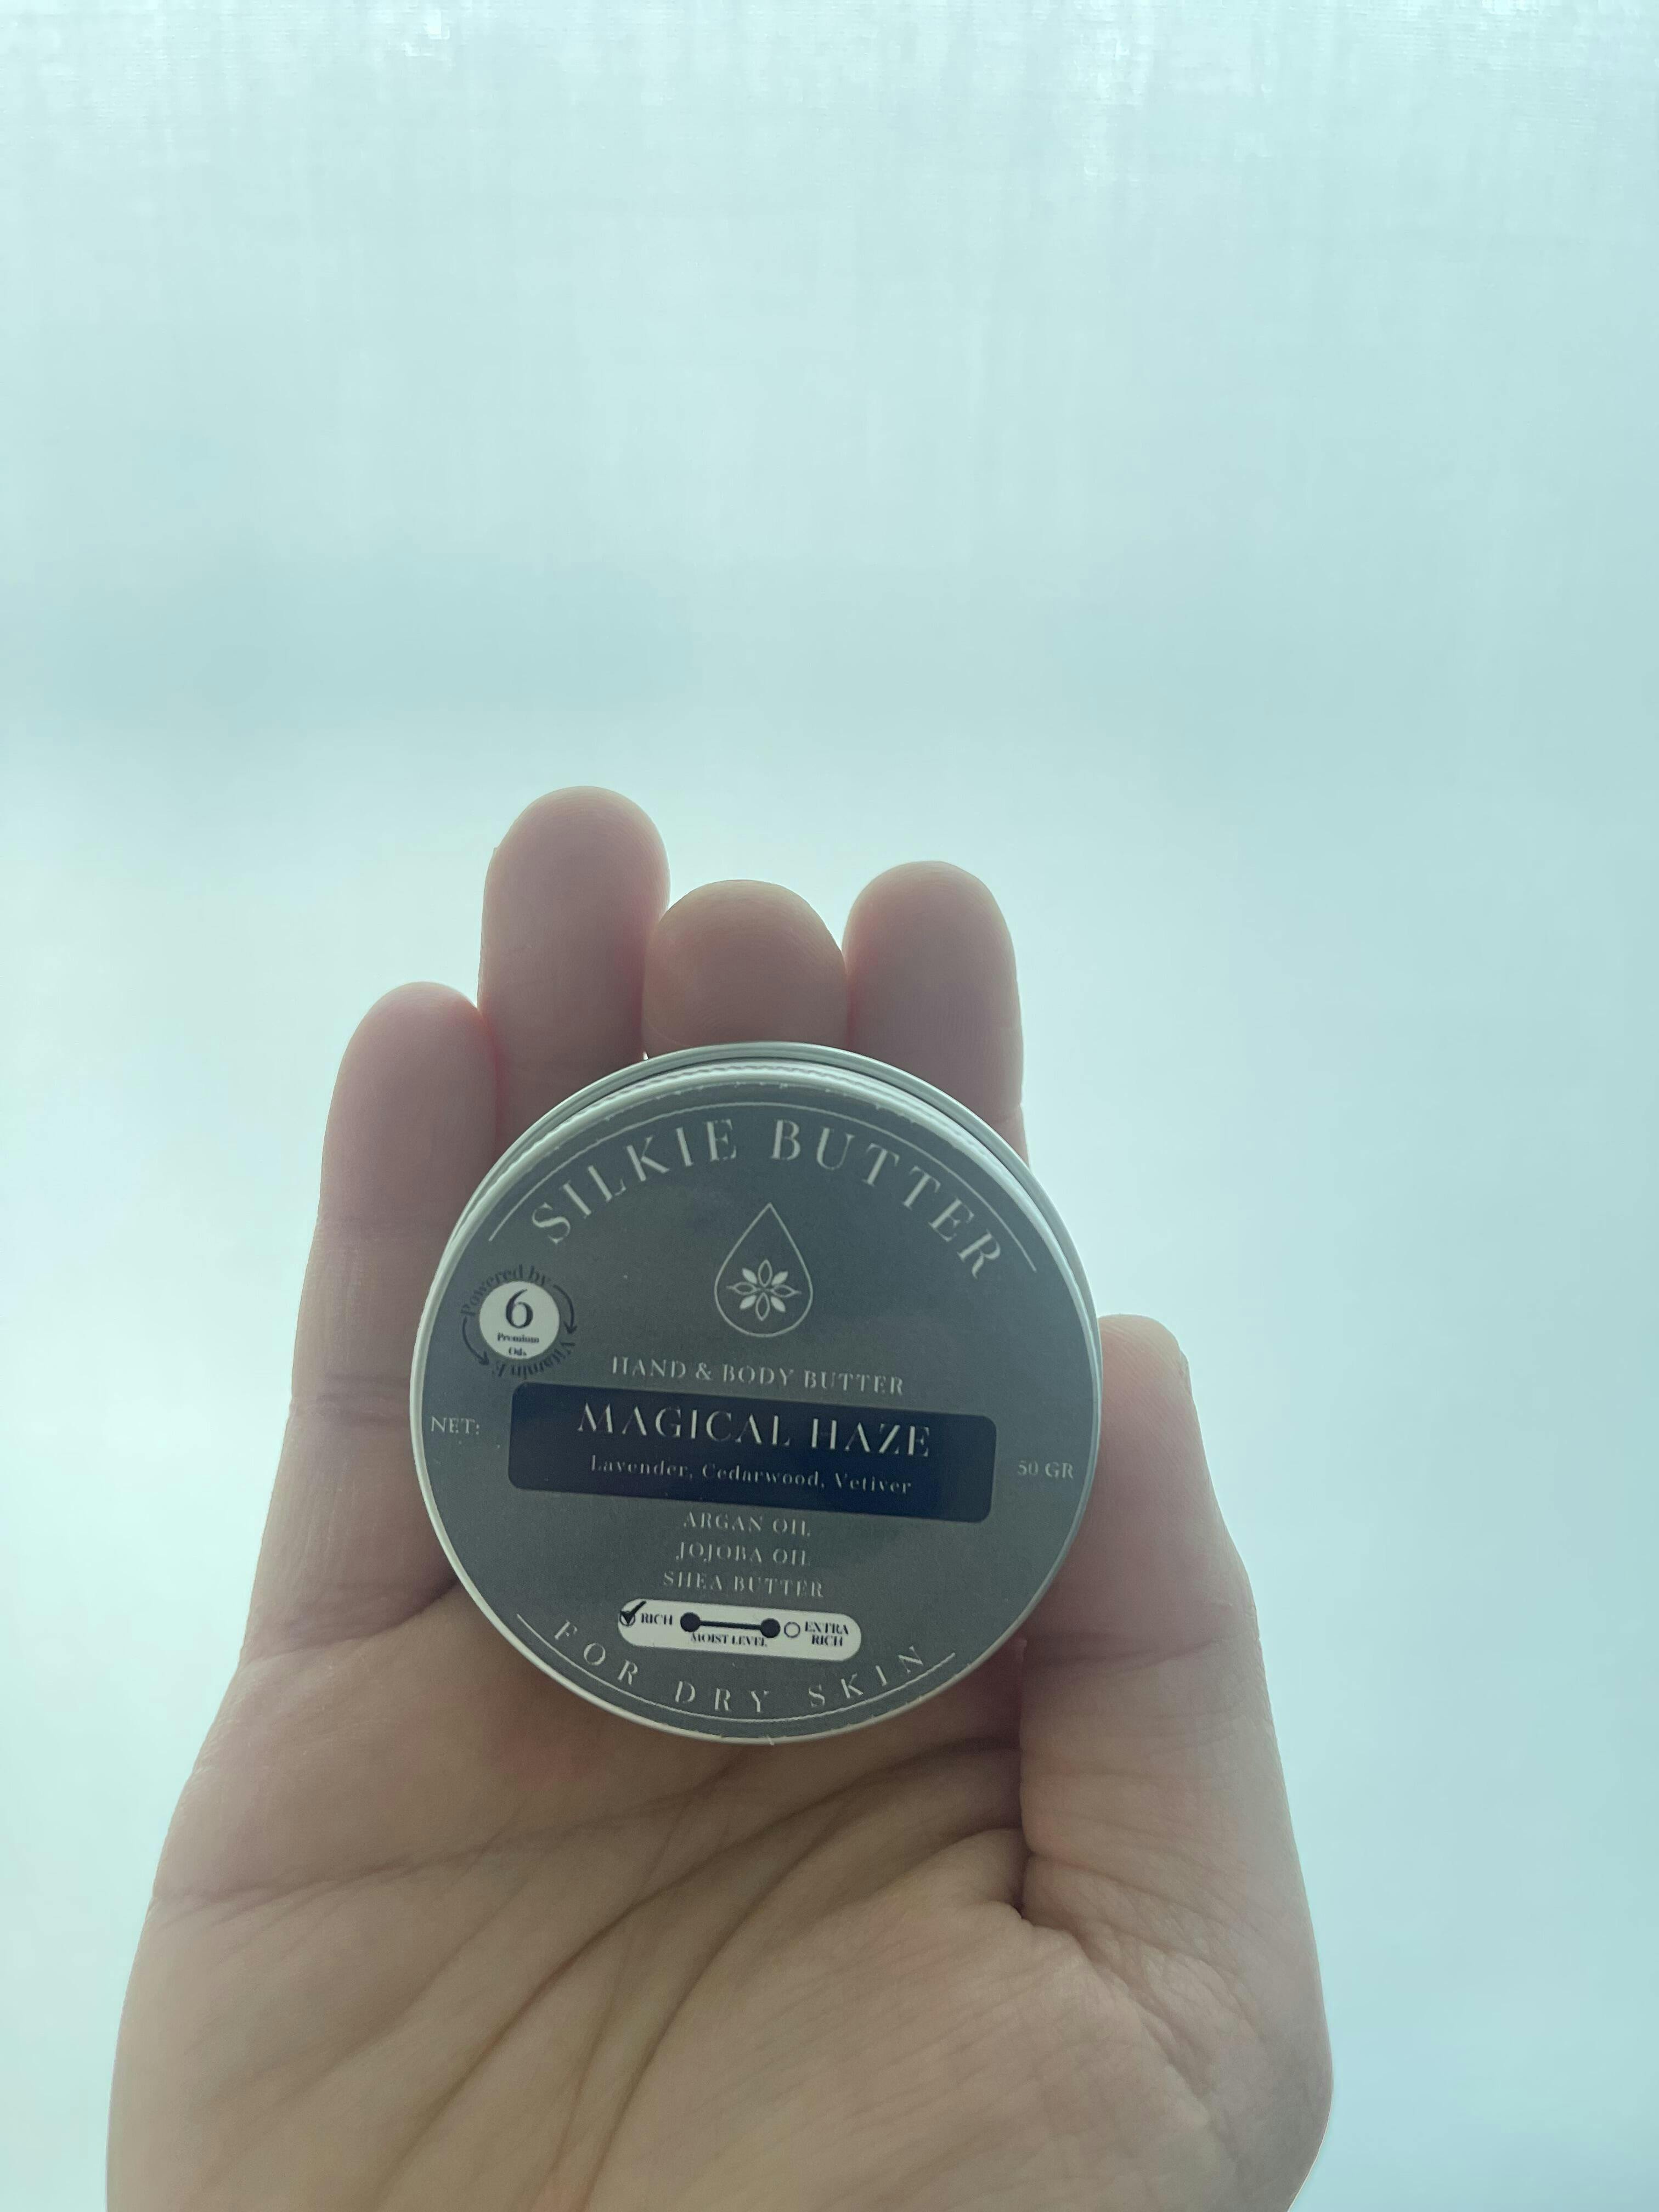 SILKIE BUTTER
Powered by
6
Premium
Oils
Vitamin E
HAND & BODY BUTTER
NET:
MAGICAL HAZE
Lavender, Cedarwood, Vetiver
50 GR
ARGAN OIL
JOJOBA OIL
SHEA BUTTER
RICH
MOIST LEVEL
EXTRA
RICH
FOR DRY SKIN